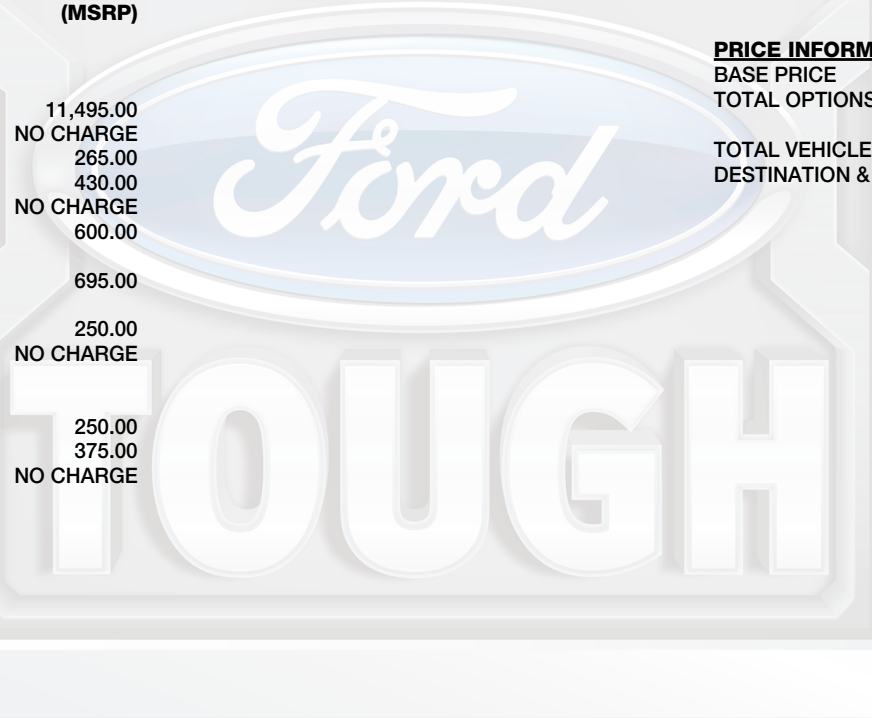 (MSRP)
11,495.00
NO CHARGE
265.00
430.00
NO CHARGE
600.00
695.00
250.00
NO CHARGE
250.00
375.00
NO CHARGE
PRICE INFORM
BASE PRICE
TOTAL OPTIONS
TOTAL VEHICLE
DESTINATION &
Ford
TOUGH